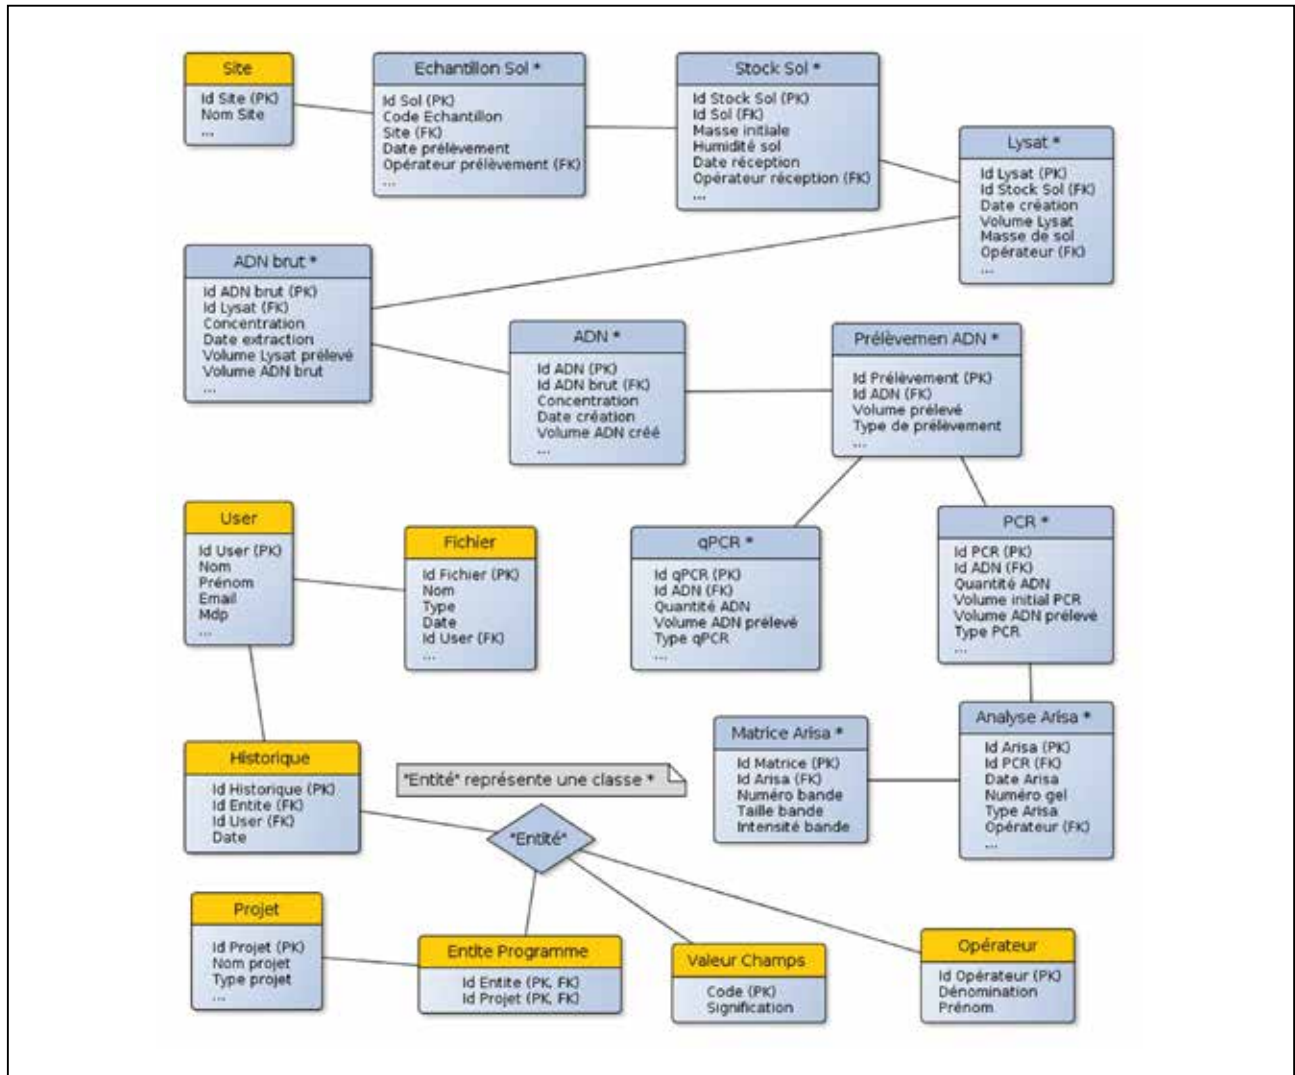 Site
Id Site (PK)
Nom Site
...
Echantillon Sol *
Id Sol (PK)
Code Echantillon
Site (FK)
Date prélèvement
Opérateur prélèvement (FK)
...
Stock Sol *
Id Stock Sol (PK)
Id Sol (FK)
Masse initiale
Humidité sol
Date réception
Opérateur réception (FK)
...
Lysat *
Id Lysat (PK)
Id Stock Sol (FK)
Date création
Volume Lysat
Masse de sol
Opérateur (FK)
...
ADN brut *
Id ADN brut (PK)
Id Lysat (FK)
Concentration
Date extraction
Volume Lysat prélevé
Volume ADN brut
...
ADN *
Id ADN (PK)
Id ADN brut (FK)
Concentration
Date création
Volume ADN créé
...
Prélèvemen ADN *
Id Prélèvement (PK)
Id ADN (FK)
Volume prélevé
Type de prélèvement
...
User
Id User (PK)
Nom
Prénom
Email
Mdp
...
Fichier
Id Fichier (PK)
Nom
Type
Date
Id User (FK)
...
qPCR *
Id qPCR (PK)
Id ADN (FK)
Quantité ADN
Volume ADN prélevé
Type qPCR
...
PCR *
Id PCR (PK)
Id ADN (FK)
Quantité ADN
Volume initial PCR
Volume ADN prélevé
Type PCR
...
Historique
Id Historique (PK)
Id Entite (FK)
Id User (FK)
Date
"Entité" représente une classe *
"Entité"
Matrice Arisa *
Id Matrice (PK)
Id Arisa (FK)
Numéro bande
Taille bande
Intensité bande
Analyse Arisa *
Id Arisa (PK)
Id PCR (FK)
Date Arisa
Numéro gel
Type Arisa
Opérateur (FK)
...
Projet
Id Projet (PK)
Nom projet
Type projet
...
Entite Programme
Id Entite (PK, FK)
Id Projet (PK, FK)
Valeur Champs
Code (PK)
Signification
Opérateur
Id Opérateur (PK)
Dénomination
Prénom